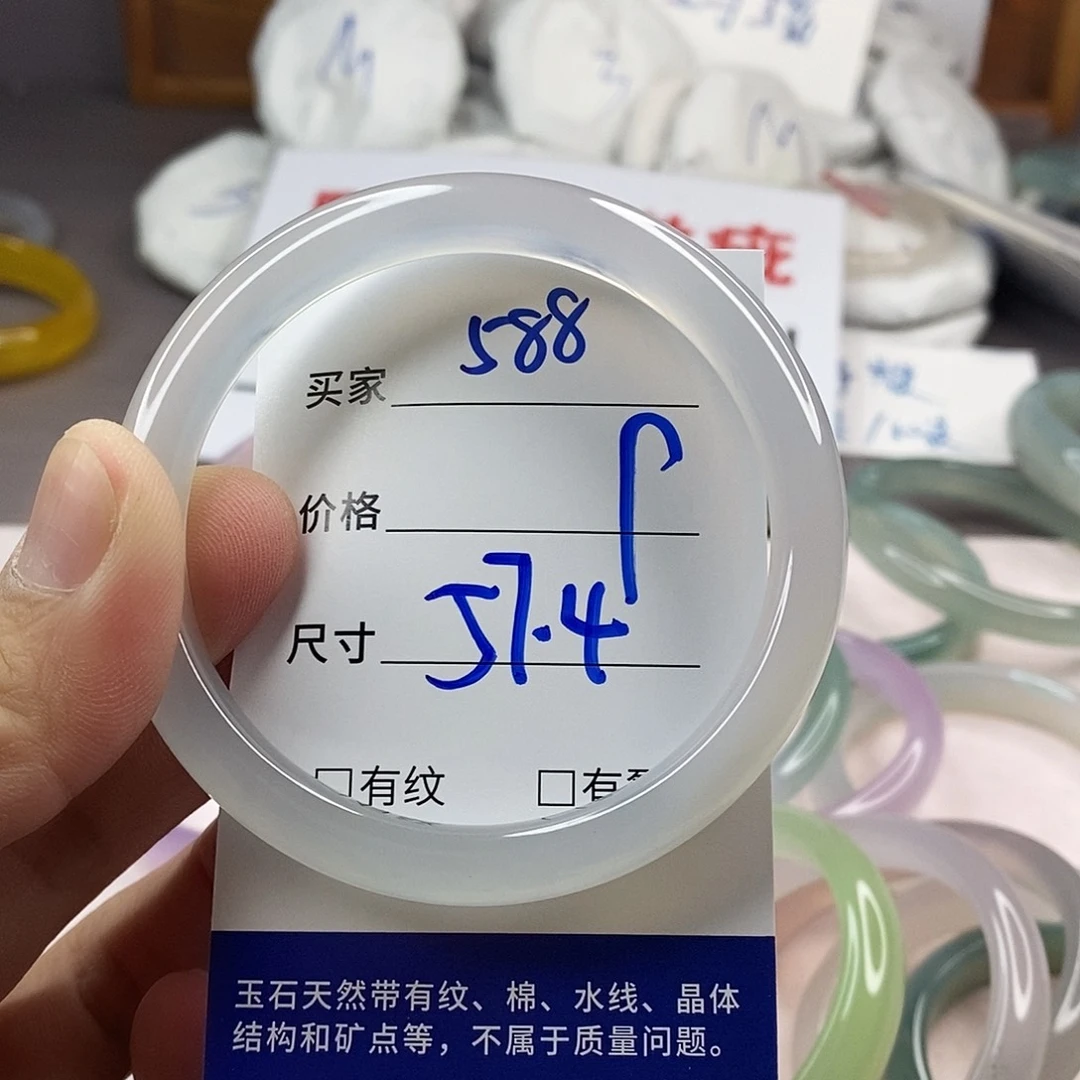 588
买家
价格
尺寸 57.4
□有纹 □有
玉石天然带有纹、棉、水线、晶体
结构和矿点等，不属于质量问题。